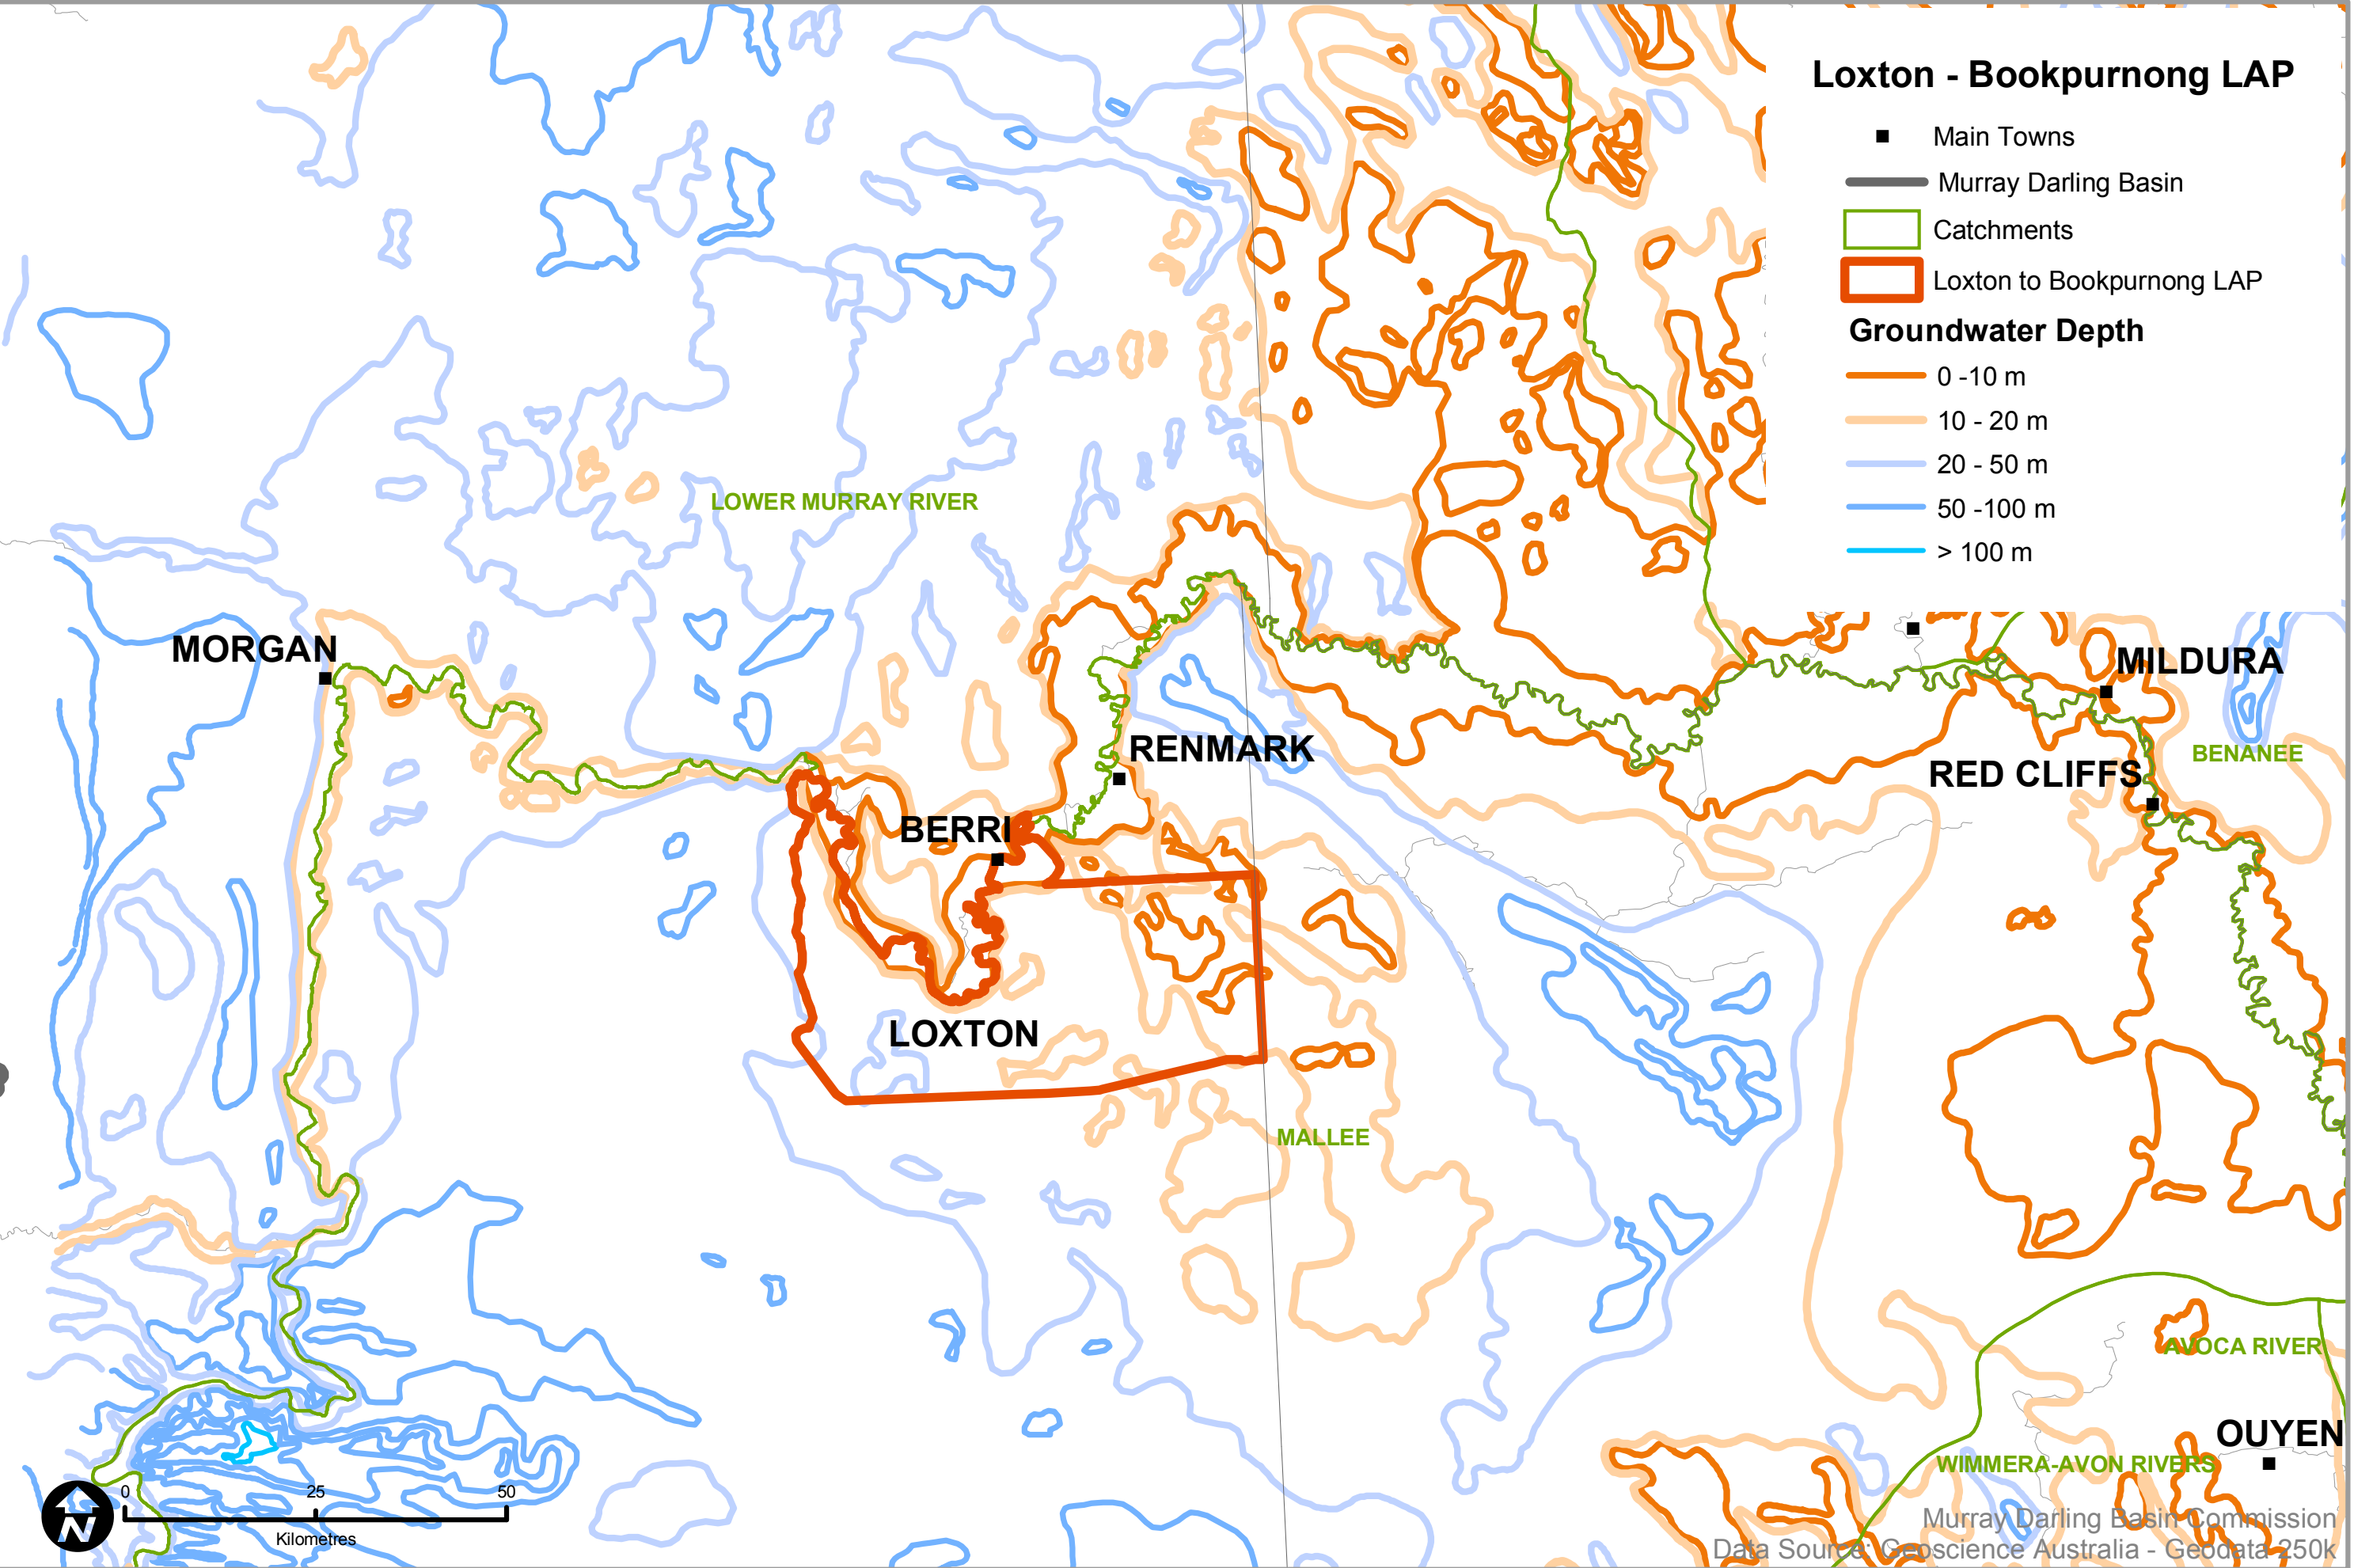 Loxton - Bookpurnong LAP
Main Towns
Murray Darling Basin
Catchments
Loxton to Bookpurnong LAP
Groundwater Depth
0 -10 m
10 - 20 m
20 - 50 m
50 -100 m
> 100 m
LOWER MURRAY RIVER
MORGAN
MILDURA
RENMARK
BENANEE
RED CLIFFS
BERRI
LOXTON
MALLEE
AVOCA RIVER
OUYEN
WIMMERA-AVON RIVERS
N
0 25 50
Kilometres
Murray Darling Basin Commission
Data Source: Geoscience Australia - Geodata 250k